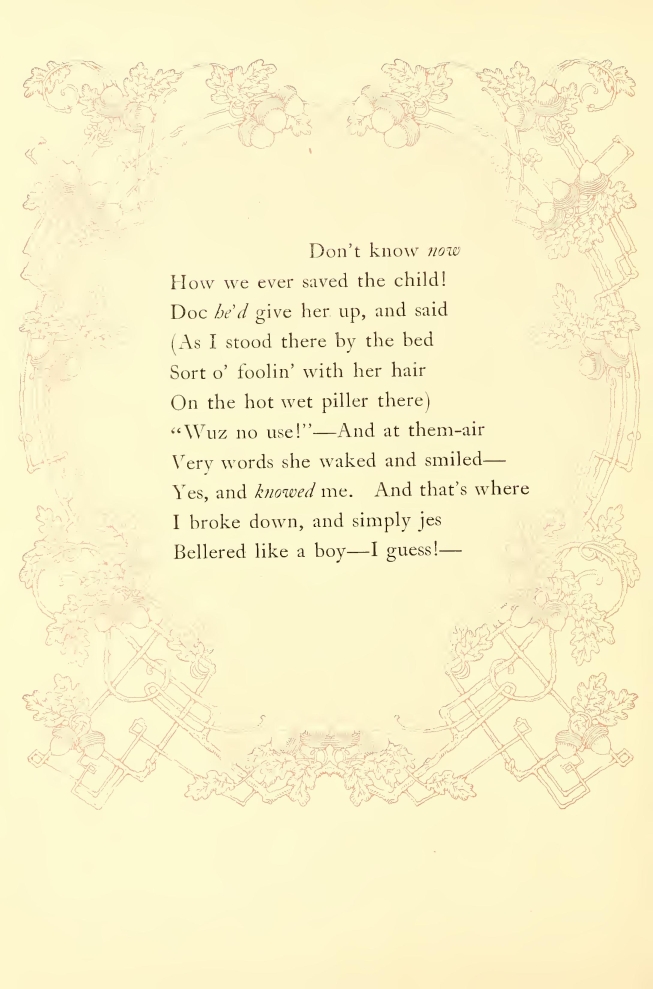 Don't know now
How we ever saved the child!
Doc he'd give her up, and said
(As I stood there by the bed
Sort o' foolin' with her hair
On the hot wet piller there)
“Wuz no use!”—And at them-air
Very words she waked and smiled—
Yes, and knowed me. And that's where
I broke down, and simply jes
Bellered like a boy—I guess!—